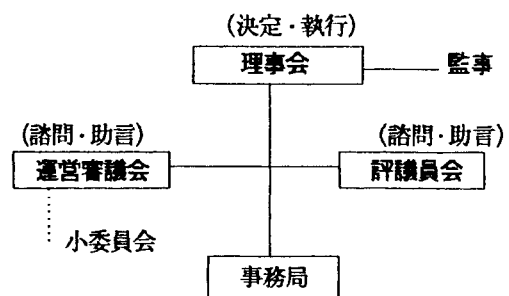 (決定・執行)
理事会
監事
(諮問・助言)
(諮問・助言)
運営審議会
評議員会
小委員会
事務局